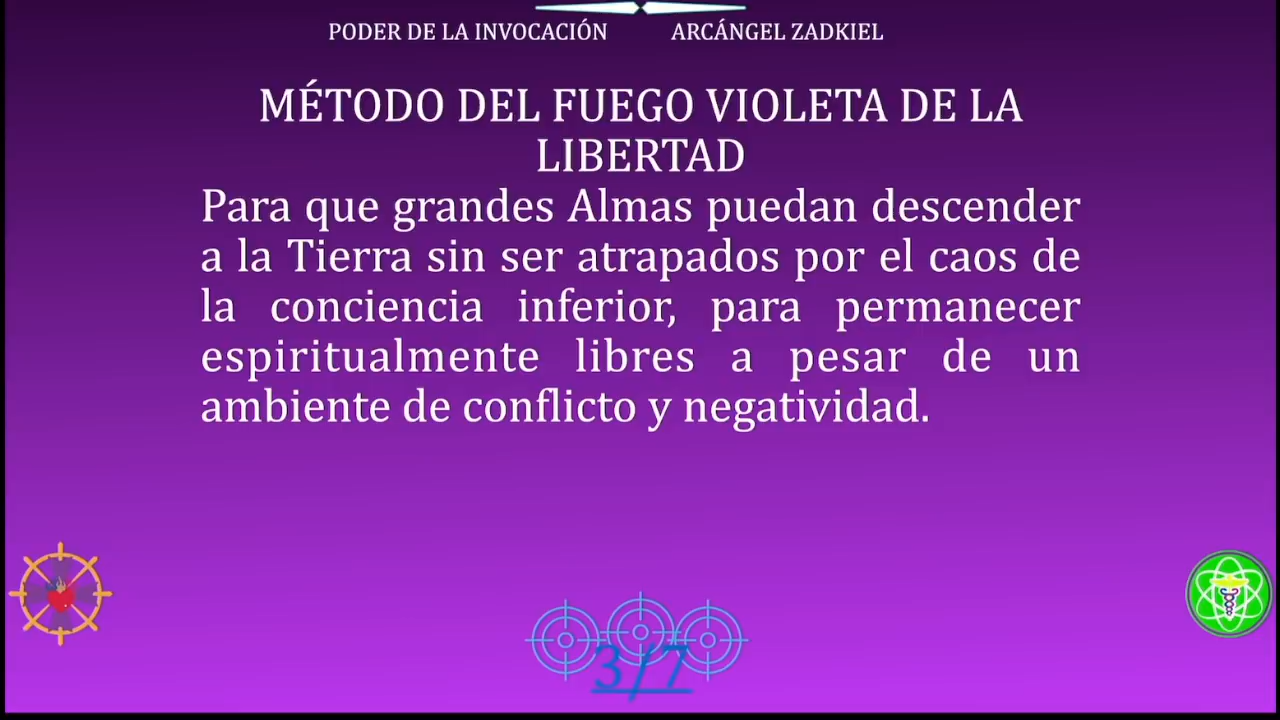 PODER DE LA INVOCACIÓN ARCÁNGEL ZADKIEL
MÉTODO DEL FUEGO VIOLETA DE LA
LIBERTAD
Para que grandes Almas puedan descender
a la Tierra sin ser atrapados por el caos de
la conciencia inferior, para permanecer
espiritualmente libres a pesar de un
ambiente de conflicto y negatividad.
3/7